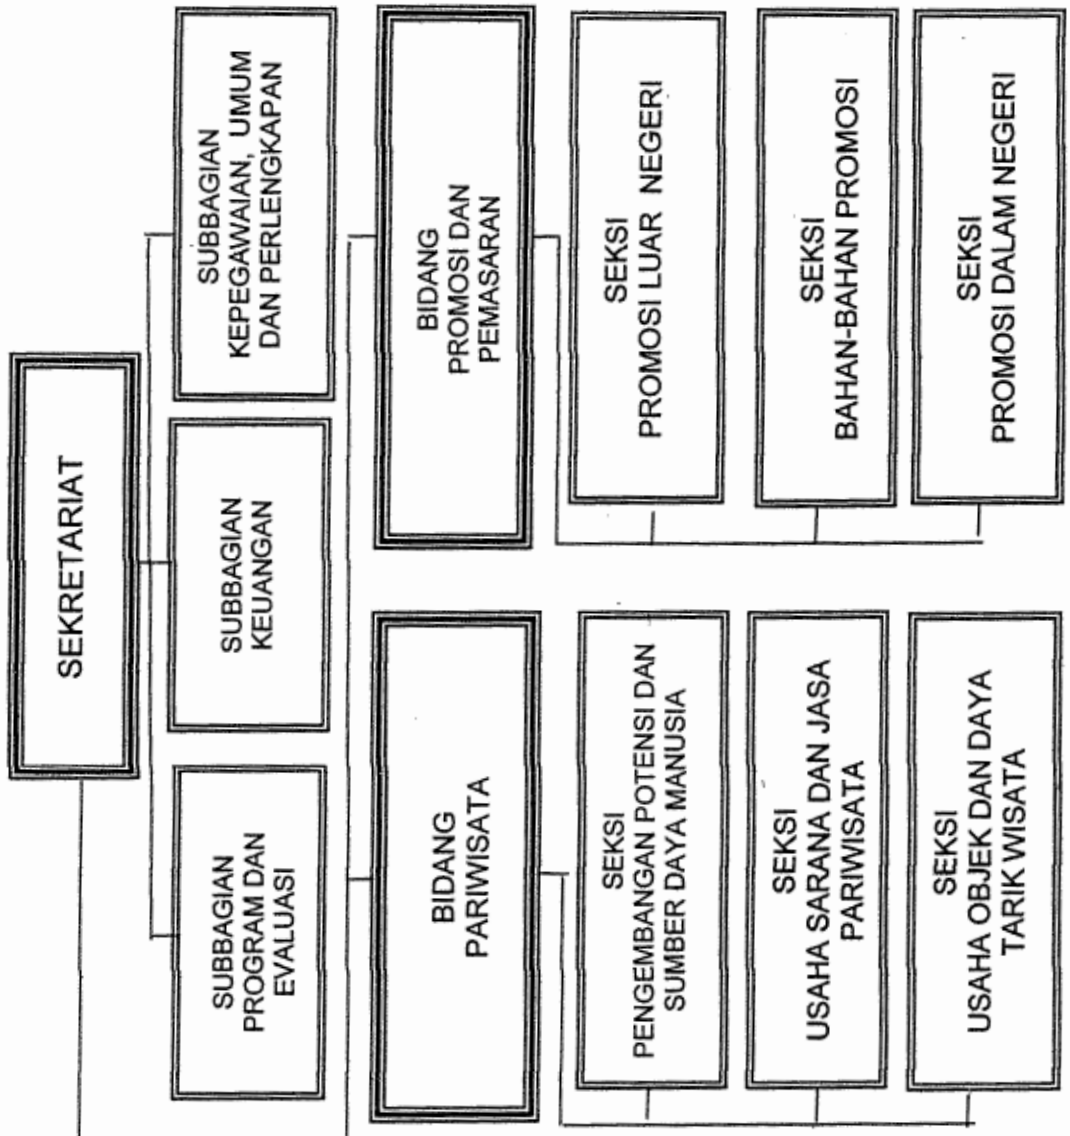 SEKRETARIAT
SUBBAGIAN
PROGRAM DAN
EVALUASI
SUBBAGIAN
KEUANGAN
SUBBAGIAN
KEPEGAWAIAN, UMUM
DAN PERLENGKAPAN
BIDANG
PARIWISATA
BIDANG
PROMOSI DAN
PEMASARAN
SEKSI
PENGEMBANGAN POTENSI DAN
SUMBER DAYA MANUSIA
SEKSI
PROMOSI LUAR NEGERI
SEKSI
USAHA SARANA DAN JASA
PARIWISATA
SEKSI
BAHAN-BAHAN PROMOSI
SEKSI
USAHA OBJEK DAN DAYA
TARIK WISATA
SEKSI
PROMOSI DALAM NEGERI